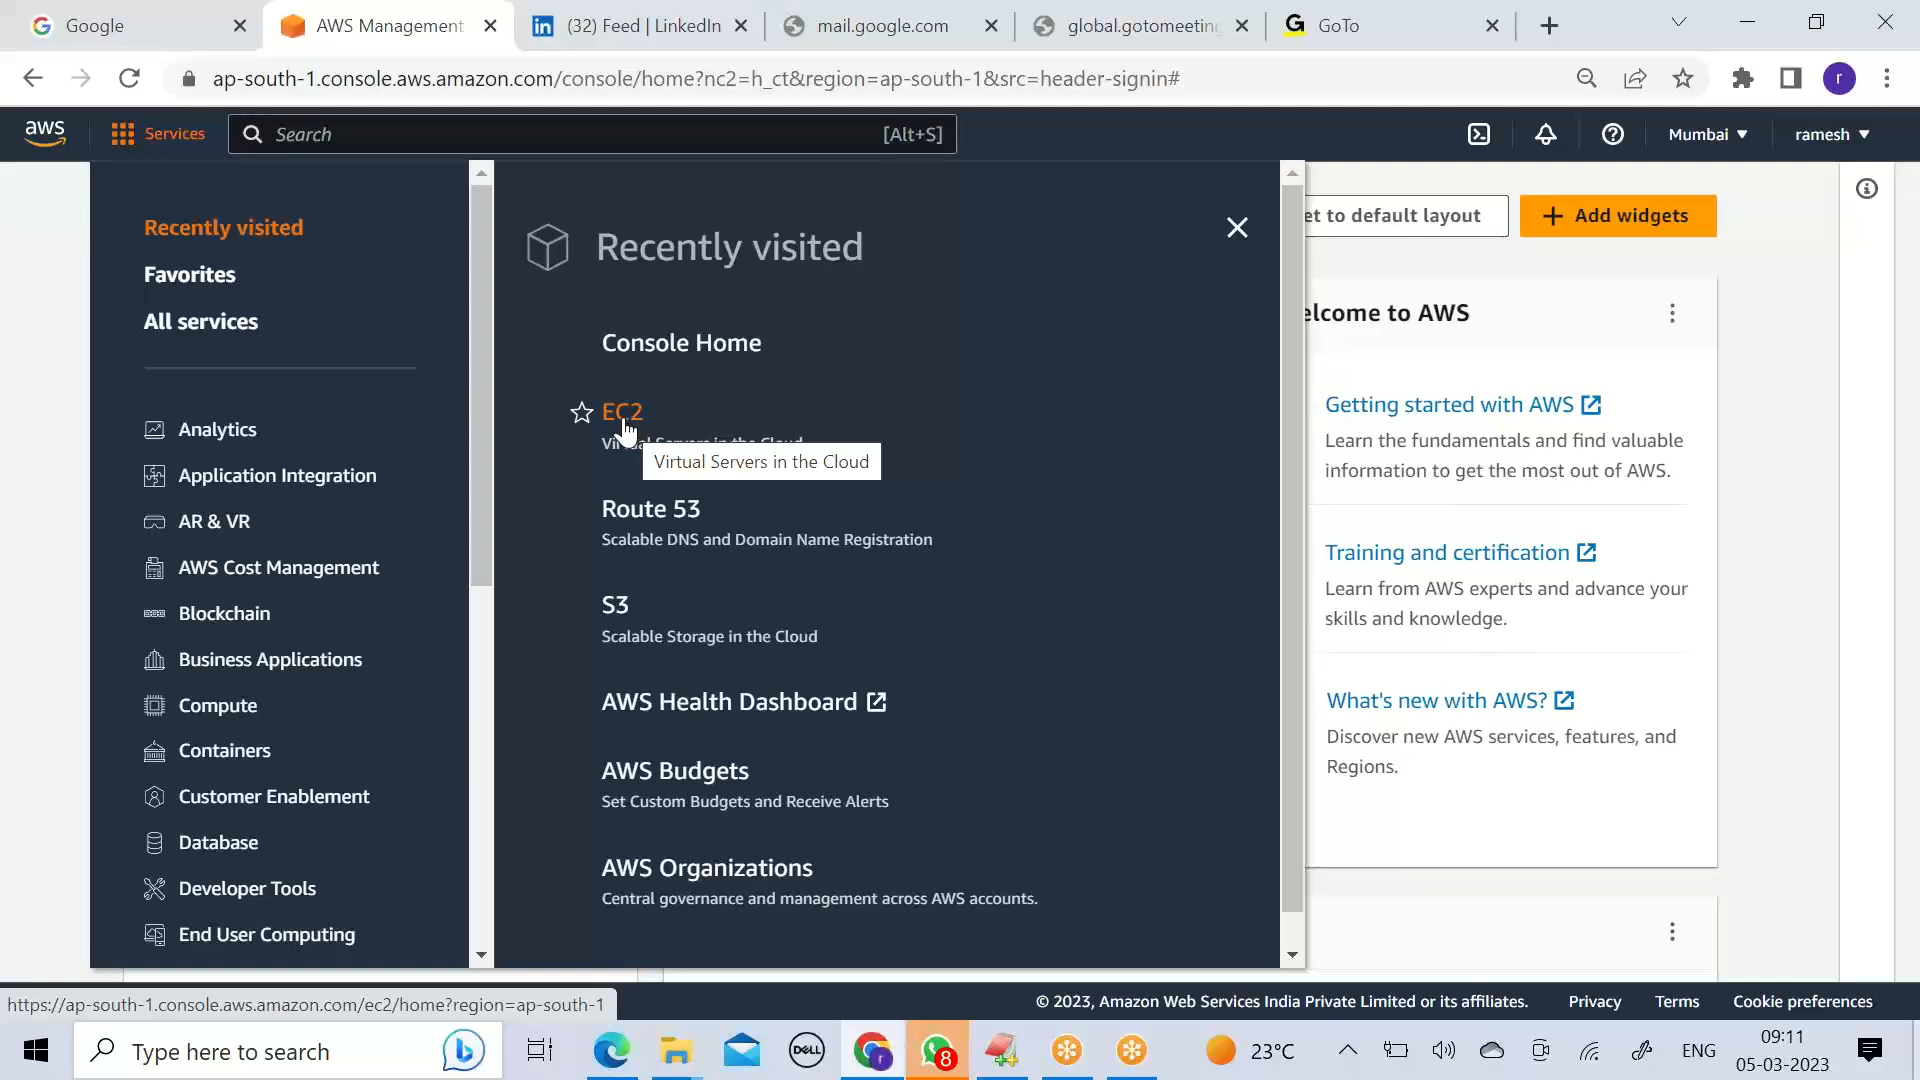 Google
AWS Management
(32) Feed | LinkedIn
mail.google.com
global.gotomeeting
GoTo
ap-south-1.console.aws.amazon.com/console/home?nc2=h_ct&region=ap-south-1&src=header-signin#
r
aws
Services
Search
[Alt+S]
Mumbai
ramesh
Recently visited
Favorites
All services
Analytics
Application Integration
AR & VR
AWS Cost Management
Blockchain
Business Applications
Compute
Containers
Customer Enablement
Database
Developer Tools
End User Computing
Recently visited
Console Home
EC2
Virtual Servers in the Cloud
Virtual Servers in the Cloud
Route 53
Scalable DNS and Domain Name Registration
S3
Scalable Storage in the Cloud
AWS Health Dashboard
AWS Budgets
Set Custom Budgets and Receive Alerts
AWS Organizations
Central governance and management across AWS accounts.
et to default layout
Add widgets
elcome to AWS
Getting started with AWS
Learn the fundamentals and find valuable
information to get the most out of AWS.
Training and certification
Learn from AWS experts and advance your
skills and knowledge.
What's new with AWS?
Discover new AWS services, features, and
Regions.
https://ap-south-1.console.aws.amazon.com/ec2/home?region=ap-south-1
© 2023, Amazon Web Services India Private Limited or its affiliates.
Privacy
Terms
Cookie preferences
Type here to search
DELL
r
8
23°C
ENG
09:11
05-03-2023